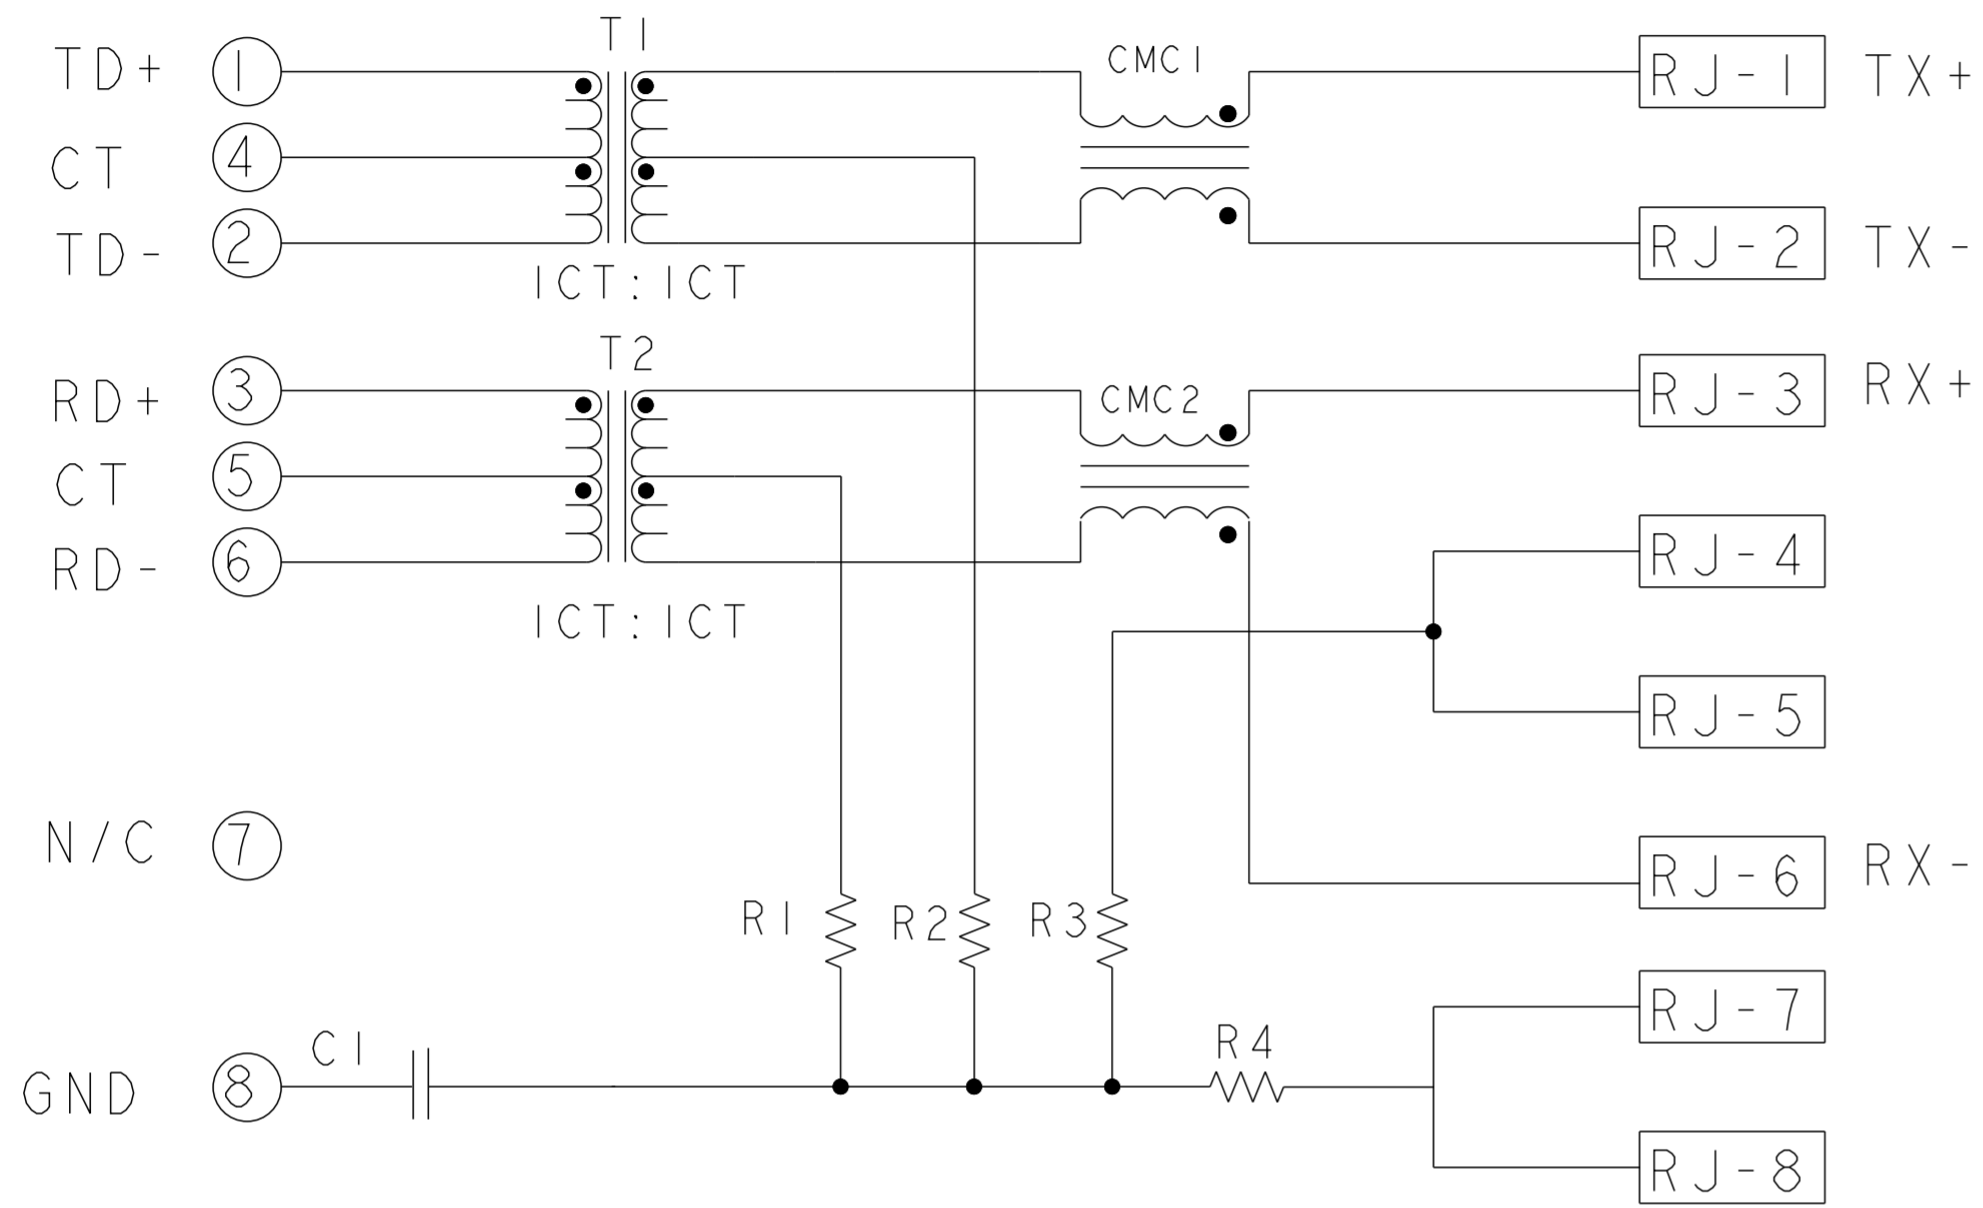 T1
TD+ 1 CMC1 RJ-1 TX+
CT 4
TD- 2 RJ-2 TX-
1CT:1CT
T2
RD+ 3 CMC2 RJ-3 RX+
CT 5
RD- 6 RJ-4
1CT:1CT
RJ-5
N/C 7 RJ-6 RX-
R1 R2 R3
RJ-7
C1 R4
GND 8
RJ-8